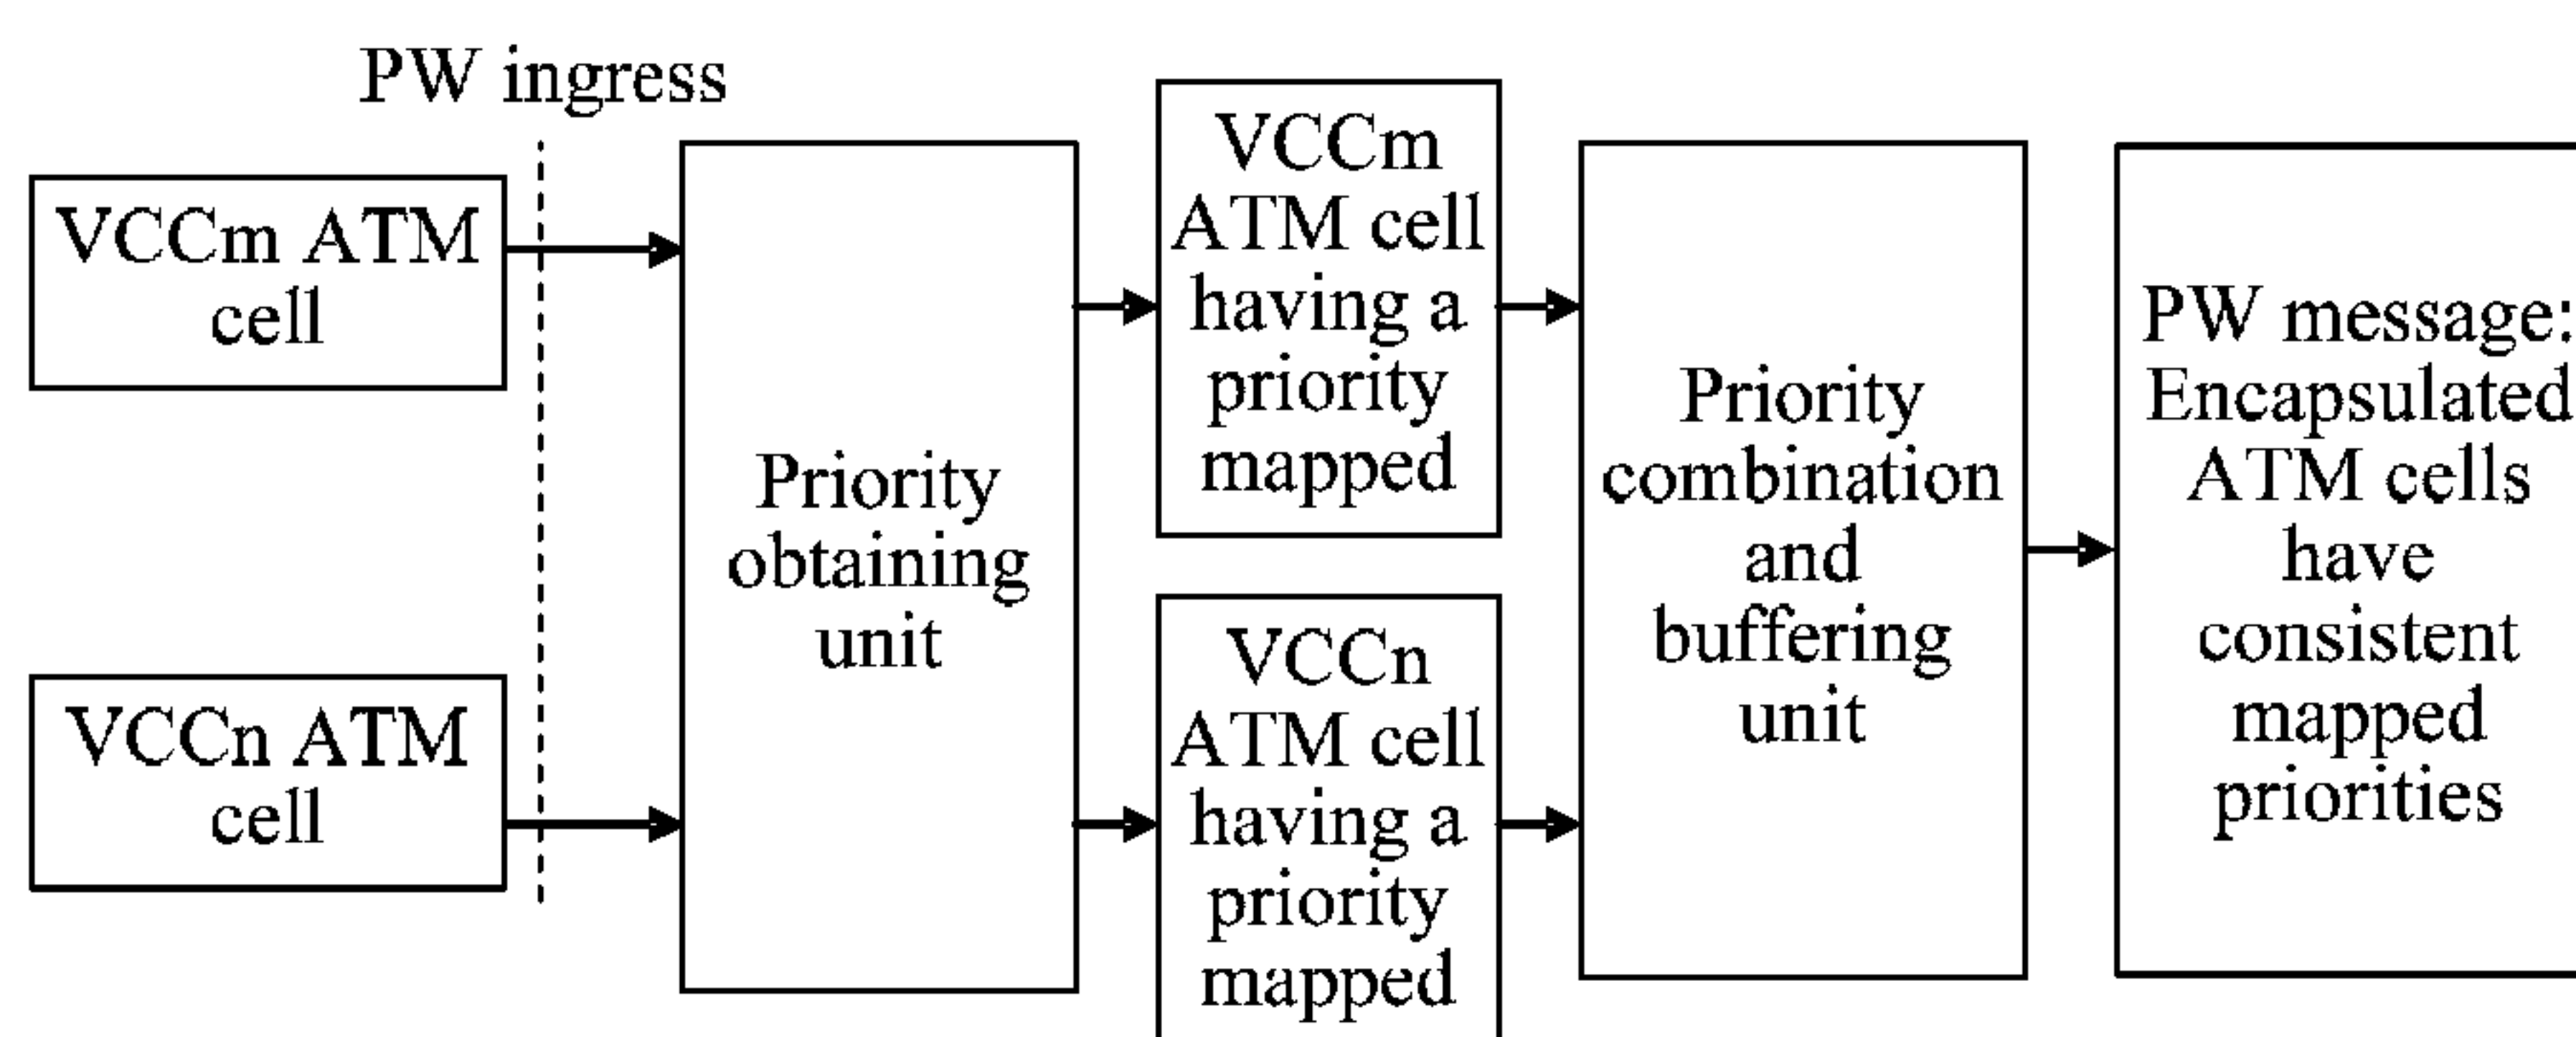 PW ingress
VCCm ATM
cell
VCCn ATM
cell
Priority
obtaining
unit
VCCm
ATM cell
having a
priority
mapped
VCCn
ATM cell
having a
priority
mapped
Priority
combination
and
buffering
unit
PW message:
Encapsulated
ATM cells
have
consistent
mapped
priorities